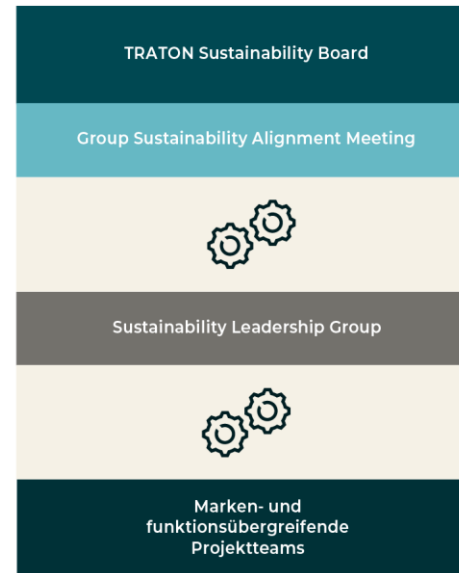 TRATON Sustainability Board
Group Sustainability Alignment Meeting
Sustainability Leadership Group
Marken- und
funktionsübergreifende
Projektteams